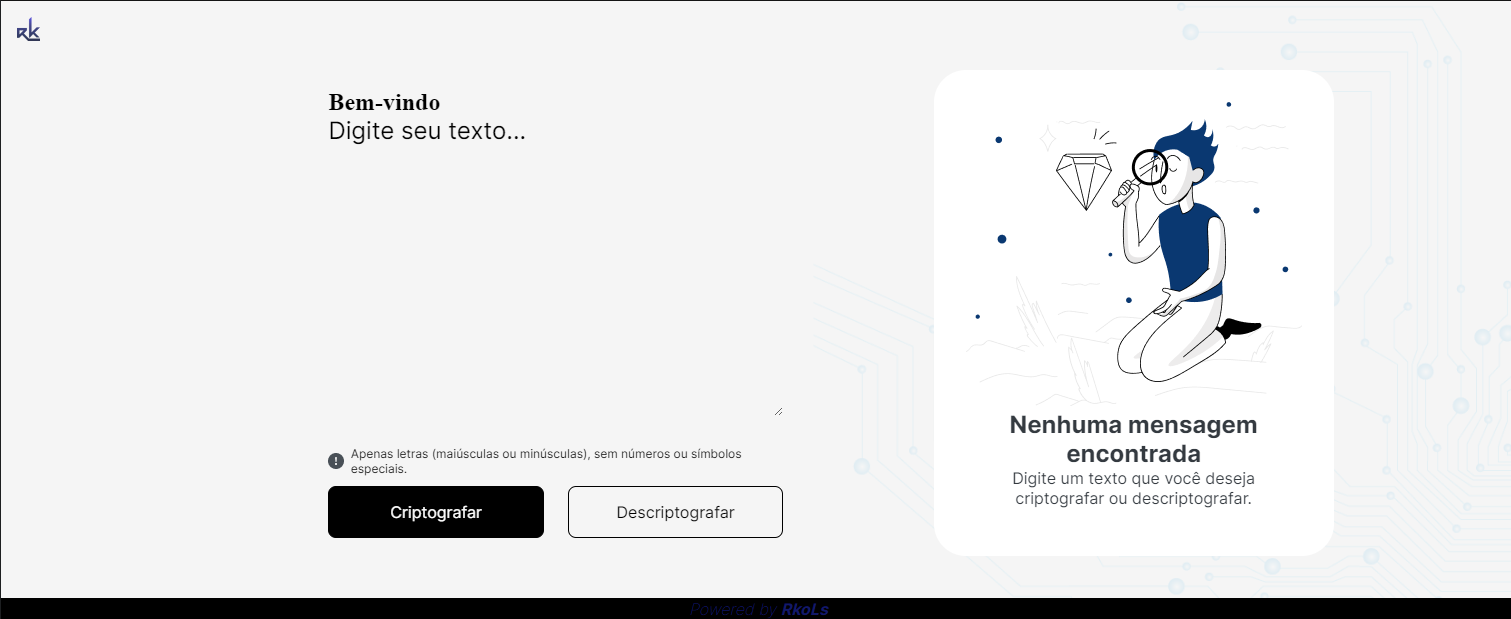 rk
Bem-vindo
Digite seu texto...
Apenas letras (maiúsculas ou minúsculas), sem números ou símbolos
especiais.
Criptografar
Descriptografar
Nenhuma mensagem
encontrada
Digite um texto que você deseja
criptografar ou descriptografar.
Powered by RkoLs